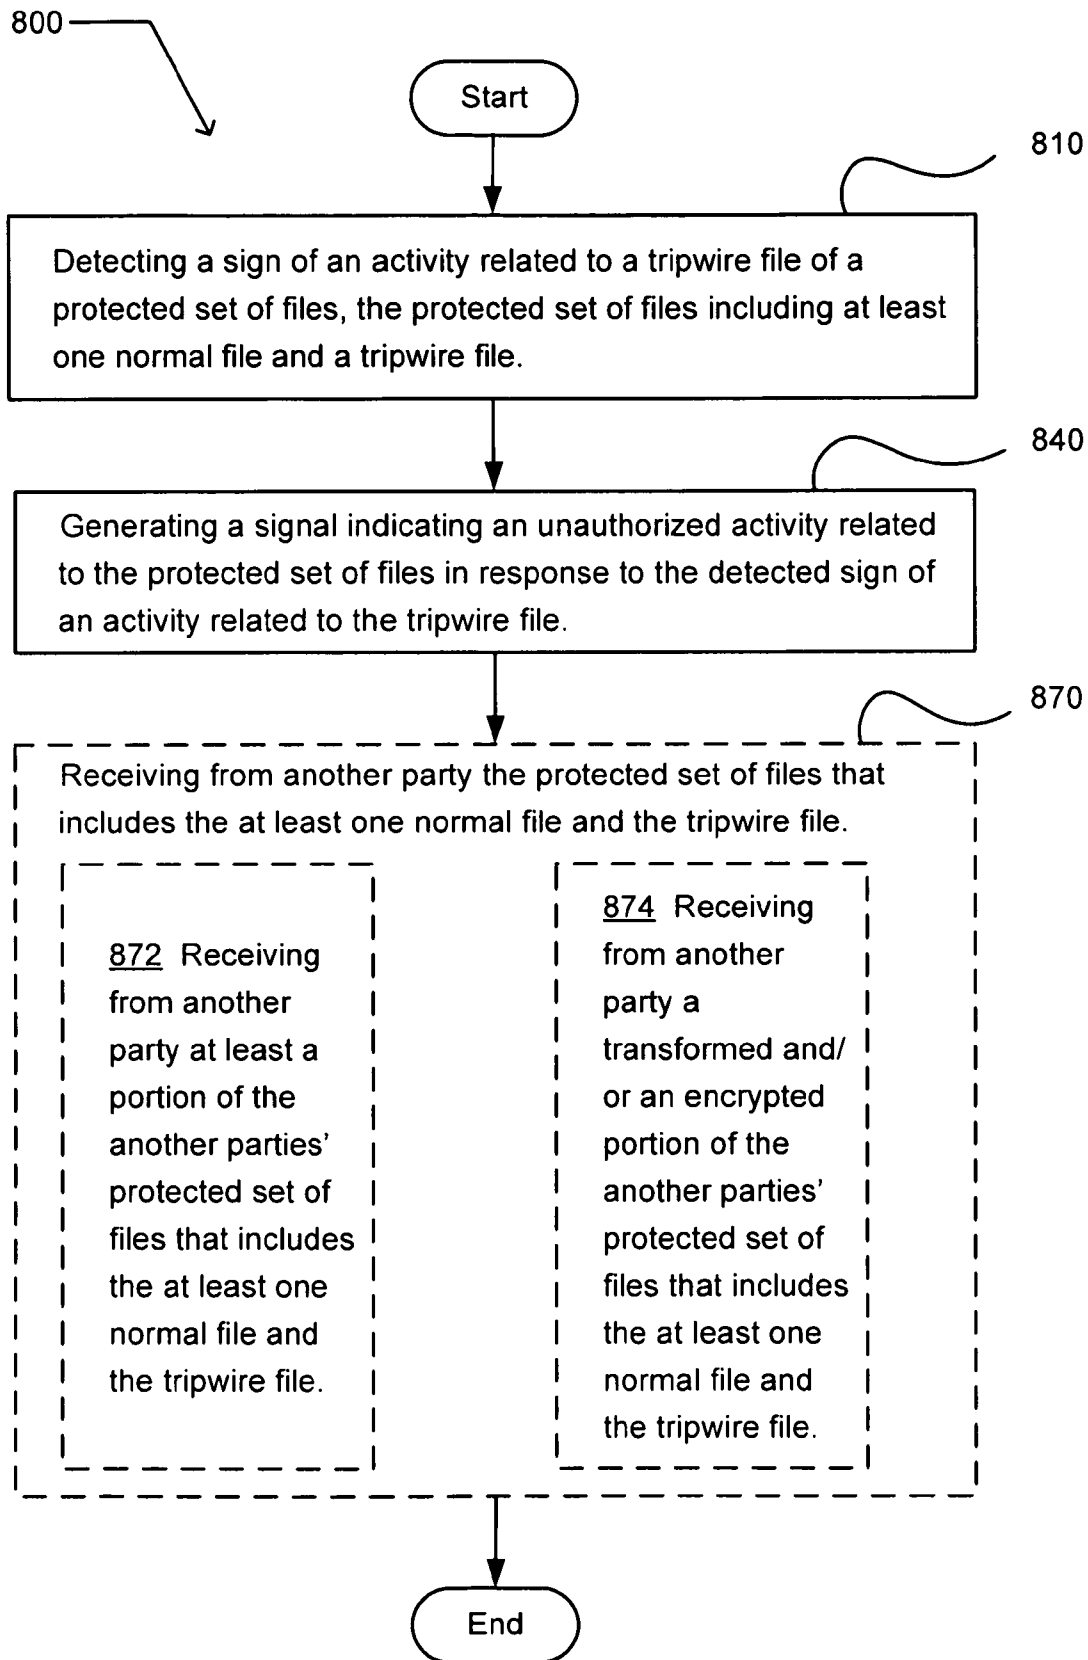 800
Start
810
Detecting a sign of an activity related to a tripwire file of a
protected set of files, the protected set of files including at least
one normal file and a tripwire file.
840
Generating a signal indicating an unauthorized activity related
to the protected set of files in response to the detected sign of
an activity related to the tripwire file.
870
Receiving from another party the protected set of files that
includes the at least one normal file and the tripwire file.
872 Receiving
from another
party at least a
portion of the
another parties’
protected set of
files that includes
the at least one
normal file and
the tripwire file.
874 Receiving
from another
party a
transformed and/
or an encrypted
portion of the
another parties’
protected set of
files that includes
the at least one
normal file and
the tripwire file.
End